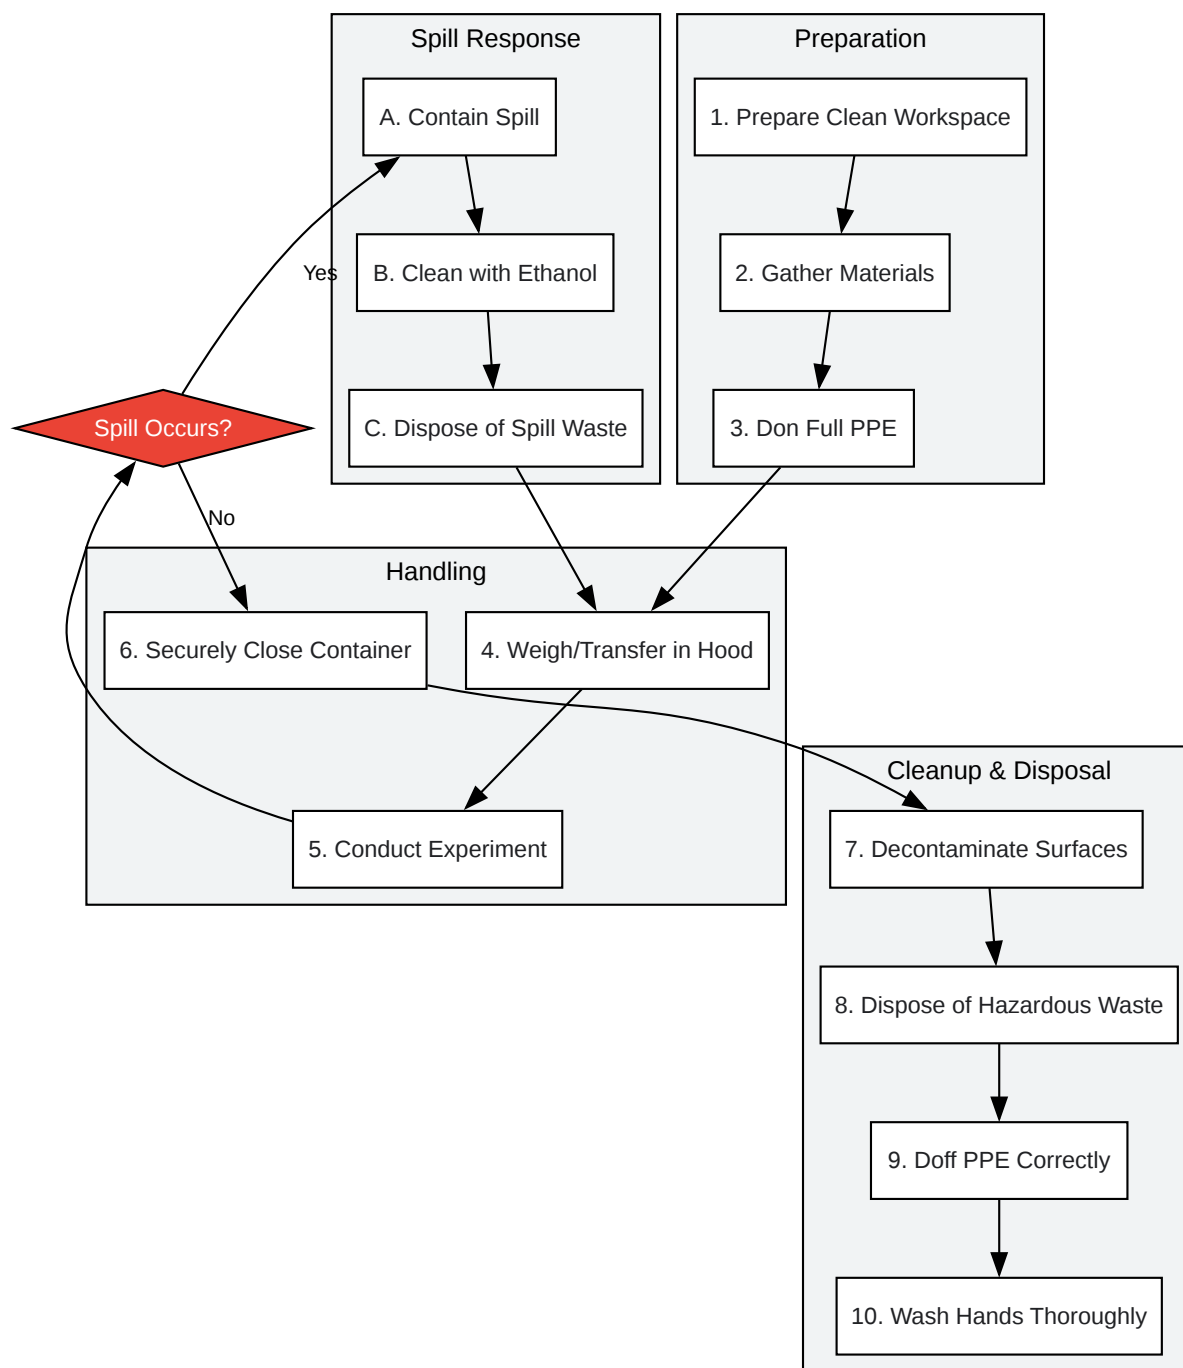 Spill Response
A. Contain Spill
B. Clean with Ethanol
C. Dispose of Spill Waste
Preparation
1. Prepare Clean Workspace
2. Gather Materials
3. Don Full PPE
Yes
Spill Occurs?
No
Handling
6. Securely Close Container
4. Weigh/Transfer in Hood
5. Conduct Experiment
Cleanup & Disposal
7. Decontaminate Surfaces
8. Dispose of Hazardous Waste
9. Doff PPE Correctly
10. Wash Hands Thoroughly